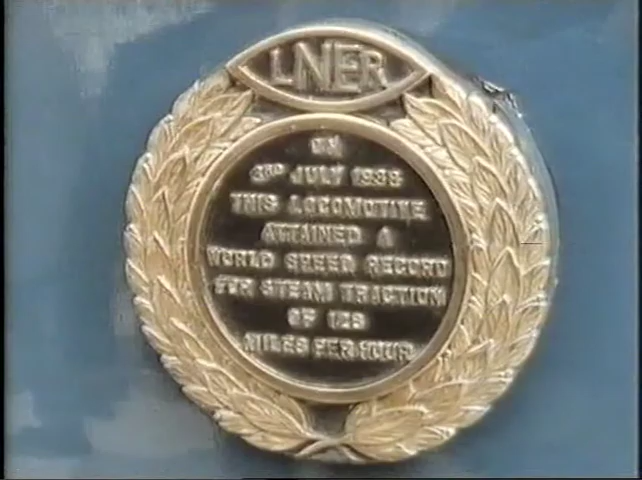 LNER
ON
3RD JULY 1938
THIS LOCOMOTIVE
ATTAINED A
WORLD SPEED RECORD
FOR STEAM TRACTION
OF 126
MILES PER HOUR